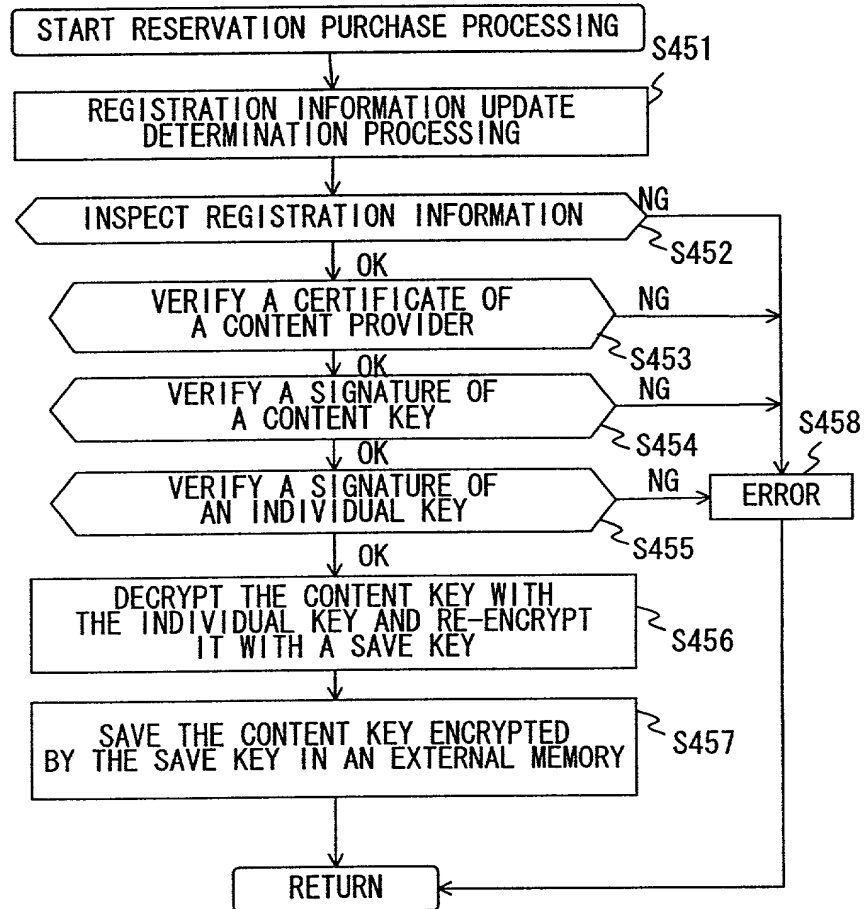 START RESERVATION PURCHASE PROCESSING
S451
REGISTRATION INFORMATION UPDATE
DETERMINATION PROCESSING
INSPECT REGISTRATION INFORMATION
NG
S452
OK
VERIFY A CERTIFICATE OF
A CONTENT PROVIDER
NG
S453
OK
VERIFY A SIGNATURE OF
A CONTENT KEY
NG
S454
OK
VERIFY A SIGNATURE OF
AN INDIVIDUAL KEY
NG
S455
S458
ERROR
OK
DECRYPT THE CONTENT KEY WITH
THE INDIVIDUAL KEY AND RE-ENCRYPT
IT WITH A SAVE KEY
S456
SAVE THE CONTENT KEY ENCRYPTED
BY THE SAVE KEY IN AN EXTERNAL MEMORY
S457
RETURN